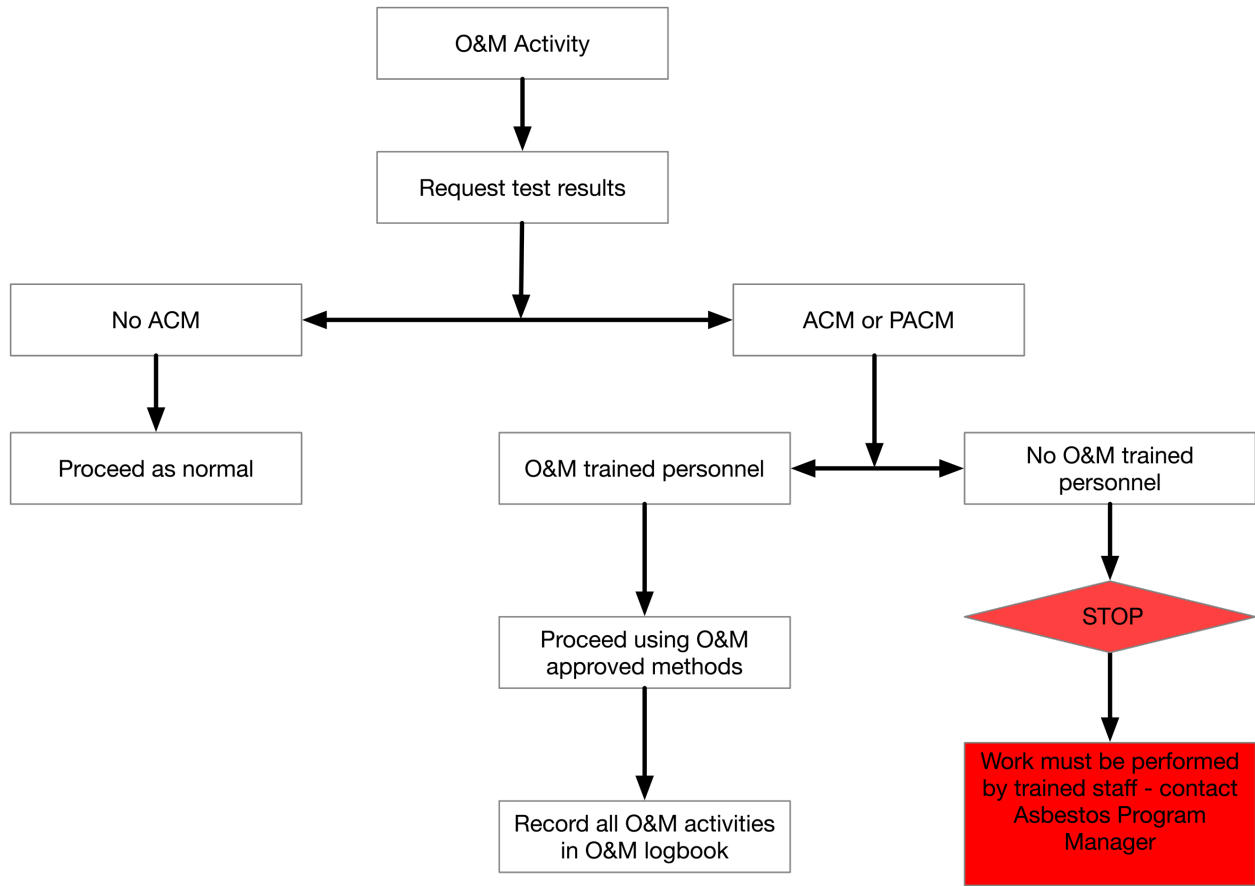 O&M Activity
Request test results
No ACM
ACM or PACM
Proceed as normal
O&M trained personnel
No O&M trained
personnel
STOP
Proceed using O&M
approved methods
Work must be performed
by trained staff - contact
Asbestos Program
Manager
Record all O&M activities
in O&M logbook